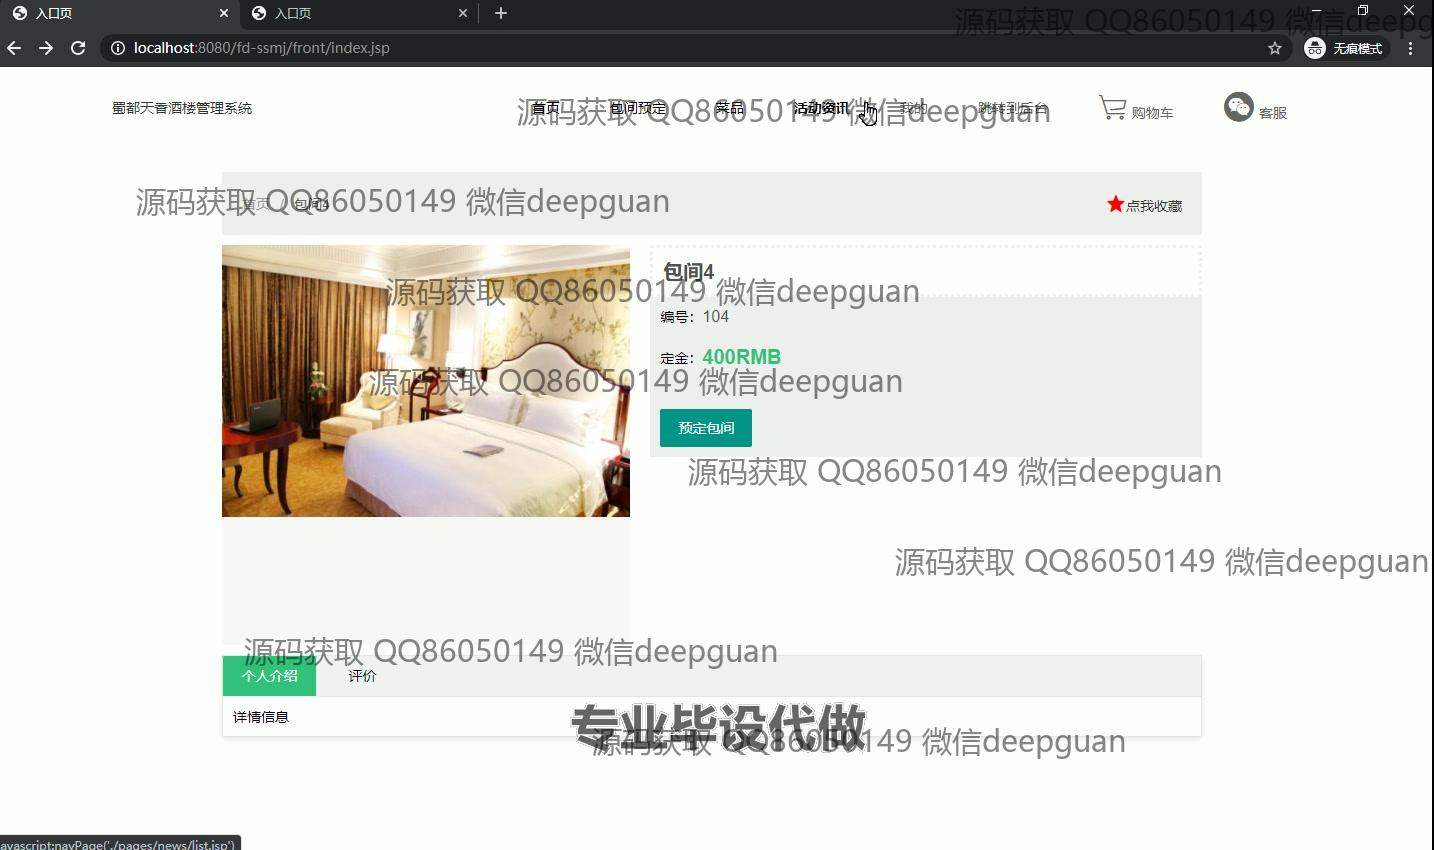 入口页
入口页
localhost:8080/fd-ssmj/front/index.jsp
无痕模式
源码获取 QQ86050149 微信deepg
蜀都天香酒楼管理系统
首页
包间预定
菜品
活动资讯
我的
跳转到后台
购物车
客服
源码获取 QQ86050149 微信deepguan
首页 / 包间4
点我收藏
源码获取 QQ86050149 微信deepguan
包间4
源码获取 QQ86050149 微信deepguan
编号：104
定金：400RMB
源码获取 QQ86050149 微信deepguan
预定包间
源码获取 QQ86050149 微信deepguan
源码获取 QQ86050149 微信deepguan
源码获取 QQ86050149 微信deepguan
个人介绍
评价
详情信息
专业毕设代做
源码获取 QQ86050149 微信deepguan
avascript:navPage('./pages/news/list.jsp')